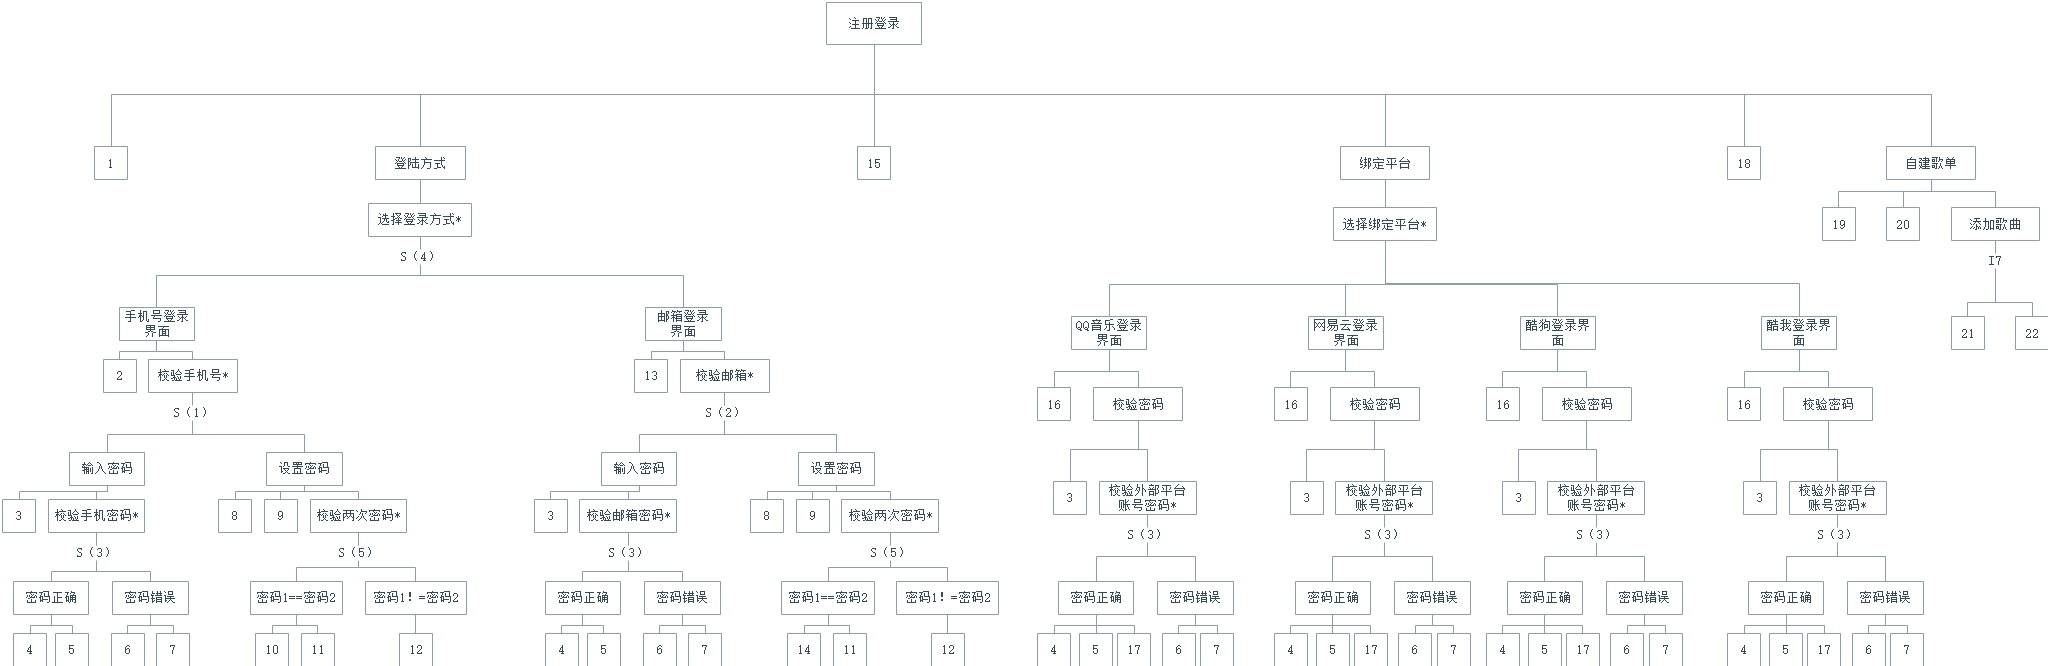 注册登录
1
登陆方式
15
绑定平台
18
自建歌单
选择登录方式*
选择绑定平台*
19
20
添加歌曲
S（4）
I7
手机号登录
界面
邮箱登录
界面
QQ音乐登录
界面
网易云登录
界面
酷狗登录界
面
酷我登录界
面
21
22
2
校验手机号*
13
校验邮箱*
16
校验密码
16
校验密码
16
校验密码
16
校验密码
S（1）
S（2）
输入密码
设置密码
输入密码
设置密码
3
校验外部平台
账号密码*
3
校验外部平台
账号密码*
3
校验外部平台
账号密码*
3
校验外部平台
账号密码*
3
校验手机密码*
8
9
校验两次密码*
3
校验邮箱密码*
8
9
校验两次密码*
S（3）
S（3）
S（3）
S（3）
S（3）
S（5）
S（3）
S（5）
密码正确
密码错误
密码1==密码2
密码1！=密码2
密码正确
密码错误
密码1==密码2
密码1！=密码2
密码正确
密码错误
密码正确
密码错误
密码正确
密码错误
密码正确
密码错误
4
5
6
7
10
11
12
4
5
6
7
14
11
12
4
5
17
6
7
4
5
17
6
7
4
5
17
6
7
4
5
17
6
7